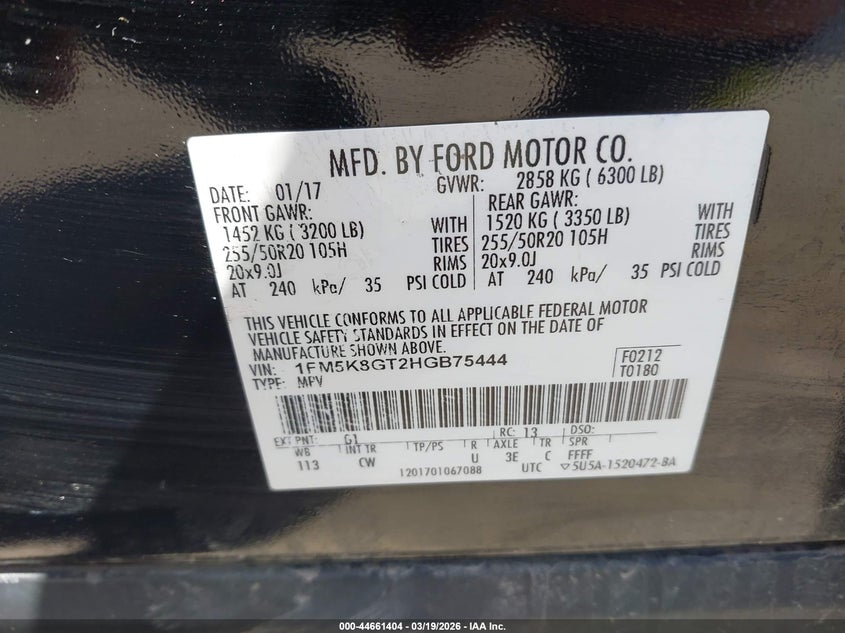 MFD. BY FORD MOTOR CO.
DATE: 01/17 GVWR: 2858 KG ( 6300 LB)
FRONT GAWR: REAR GAWR:
1452 KG ( 3200 LB) WITH 1520 KG ( 3350 LB) WITH
255/50R20 105H TIRES 255/50R20 105H TIRES
20x9.0J RIMS 20x9.0J RIMS
AT 240 kPa/ 35 PSI COLD AT 240 kPa/ 35 PSI COLD
THIS VEHICLE CONFORMS TO ALL APPLICABLE FEDERAL MOTOR
VEHICLE SAFETY STANDARDS IN EFFECT ON THE DATE OF
MANUFACTURE SHOWN ABOVE.
VIN: 1FM5K8GT2HGB75444 F0212
TYPE: MPV T0180
EXT PNT: G1 RC: 13 DSO:
WB INT TR TP/PS R AXLE TR SPR
113 CW U 3E C FFFF
1201701067088 UTC ▽5U5A-1520472-BA
000-44661404 - 03/19/2026 - IAA Inc.